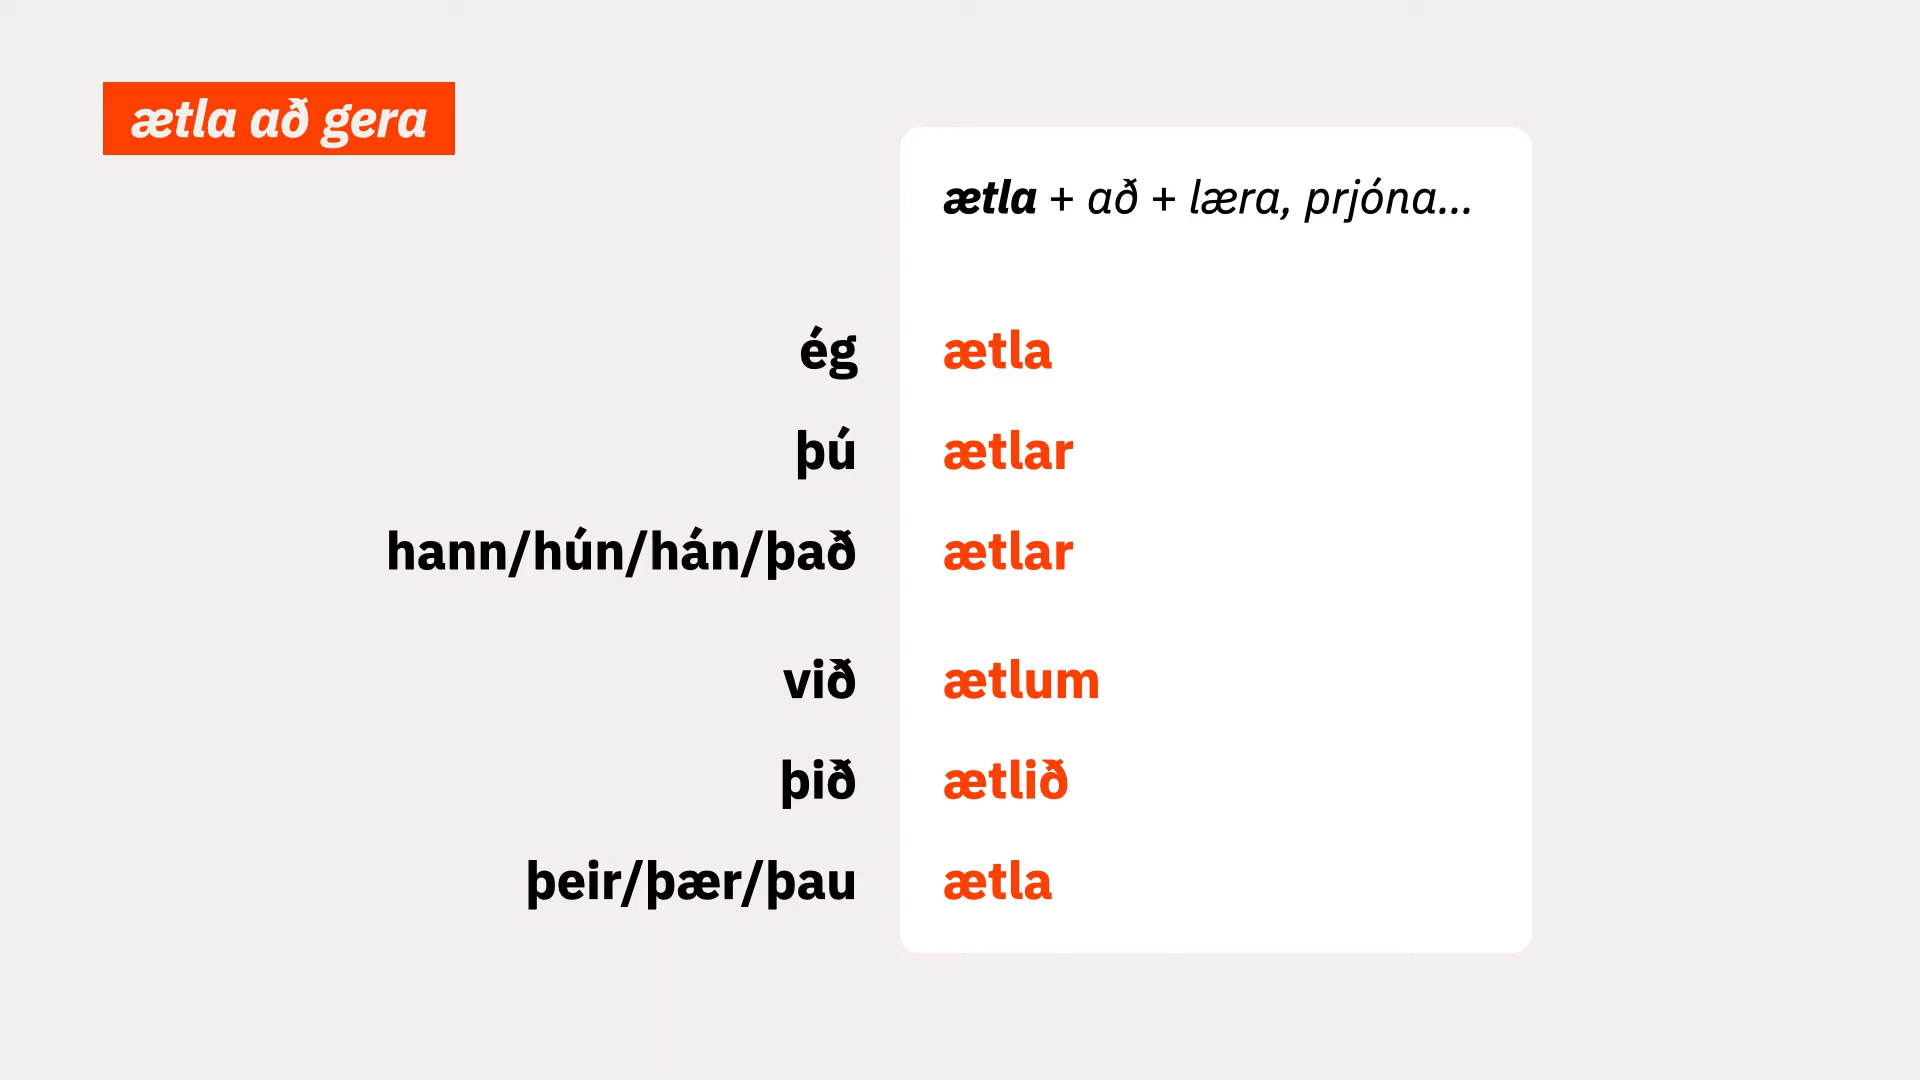 ætla að gera
ætla + að + læra, prjóna...
ég ætla
þú ætlar
hann/hún/hán/það ætlar
við ætlum
þið ætlið
þeir/þær/þau ætla